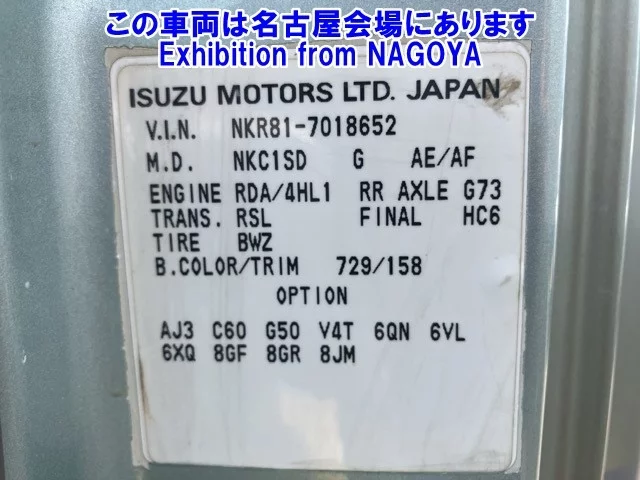 この車両は名古屋会場にあります
Exhibition from NAGOYA
ISUZU MOTORS LTD. JAPAN
V.I.N. NKR81-7018652
M.D. NKC1SD G AE/AF
ENGINE RDA/4HL1 RR AXLE G73
TRANS. RSL FINAL HC6
TIRE BWZ
B.COLOR/TRIM 729/158
OPTION
AJ3 C60 G50 V4T 6QN 6VL
6XQ 8GF 8GR 8JM